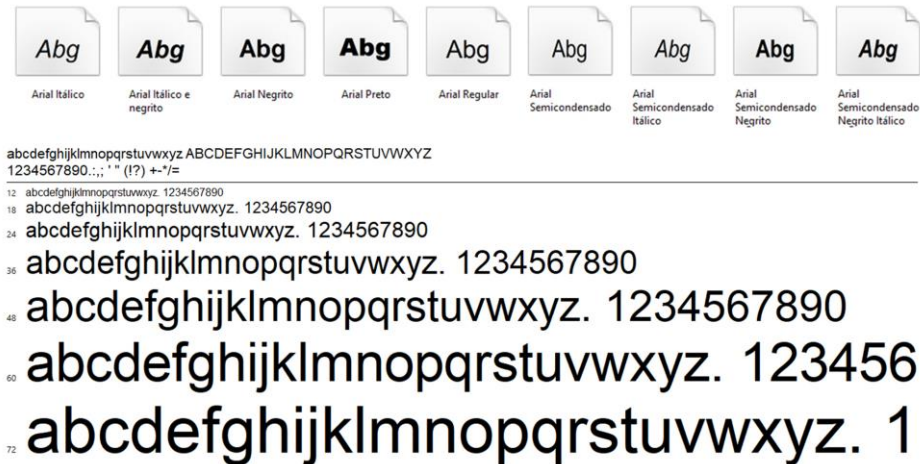 Abg Abg Abg Abg Abg Abg Abg Abg Abg
Arial Itálico
Arial Itálico e
negrito
Arial Negrito
Arial Preto
Arial Regular
Arial
Semicondensado
Arial
Semicondensado
Itálico
Arial
Semicondensado
Negrito
Arial
Semicondensado
Negrito Itálico
abcdefghijklmnopqrstuvwxyz ABCDEFGHIJKLMNOPQRSTUVWXYZ
1234567890.:,; ' " (!?) +-*/=
12 abcdefghijklmnopqrstuvwxyz. 1234567890
18 abcdefghijklmnopqrstuvwxyz. 1234567890
24 abcdefghijklmnopqrstuvwxyz. 1234567890
36 abcdefghijklmnopqrstuvwxyz. 1234567890
48 abcdefghijklmnopqrstuvwxyz. 1234567890
60 abcdefghijklmnopqrstuvwxyz. 123456
72 abcdefghijklmnopqrstuvwxyz. 1